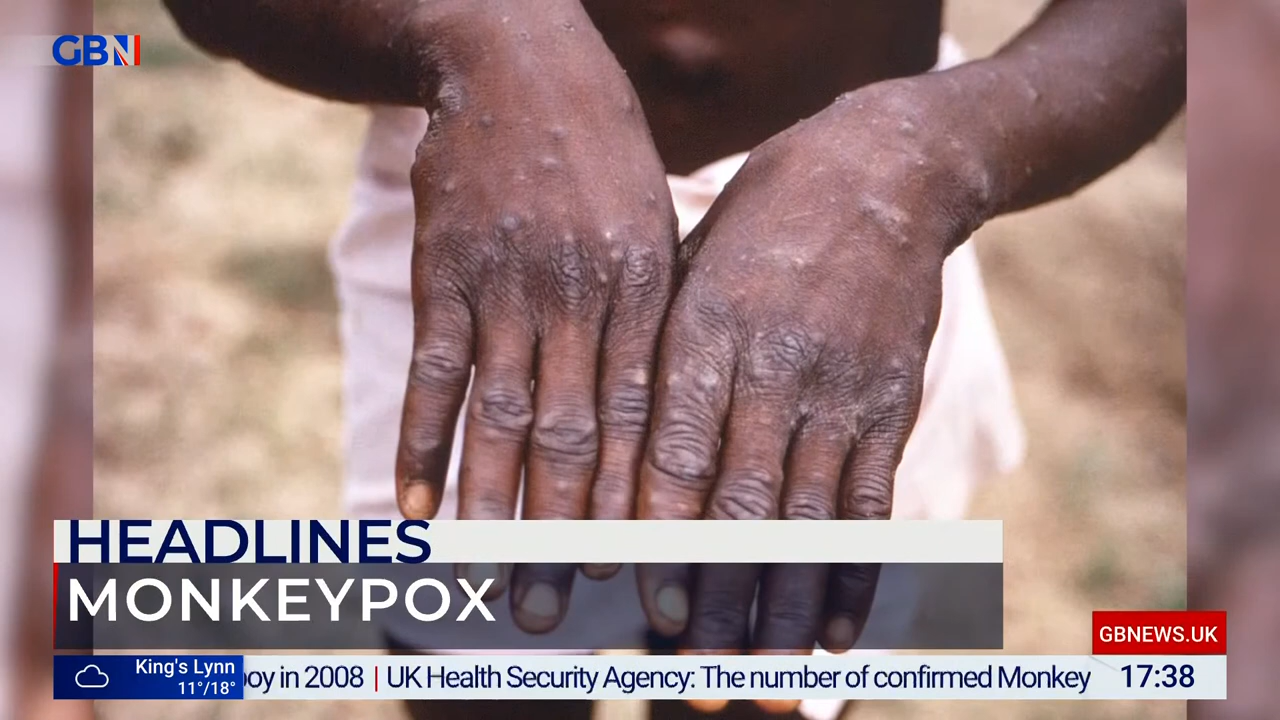 GBN
HEADLINES
MONKEYPOX
GBNEWS.UK
King's Lynn
11°/18°
boy in 2008 | UK Health Security Agency: The number of confirmed Monkey
17:38